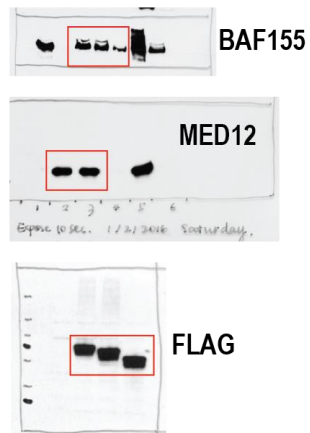 BAF155
MED12
1 2 3 4 5 6
Expose 10 sec. 1/2/2016 Saturday.
FLAG